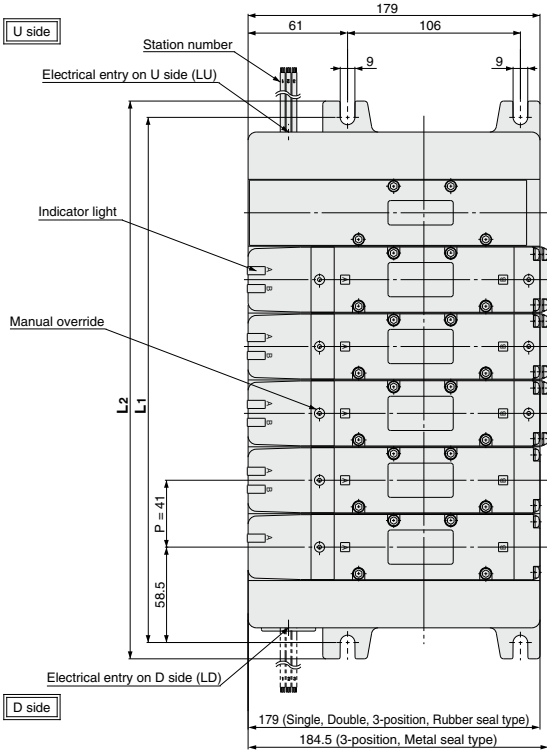 179
U side
61
106
Station number
9
9
Electrical entry on U side (LU)
Indicator light
A
B
A
B
Manual override
A
B
A
B
L2
L1
A
B
A
B
A
B
A
B
P = 41
A
B
A
A
B
58.5
Electrical entry on D side (LD)
D side
179 (Single, Double, 3-position, Rubber seal type)
184.5 (3-position, Metal seal type)